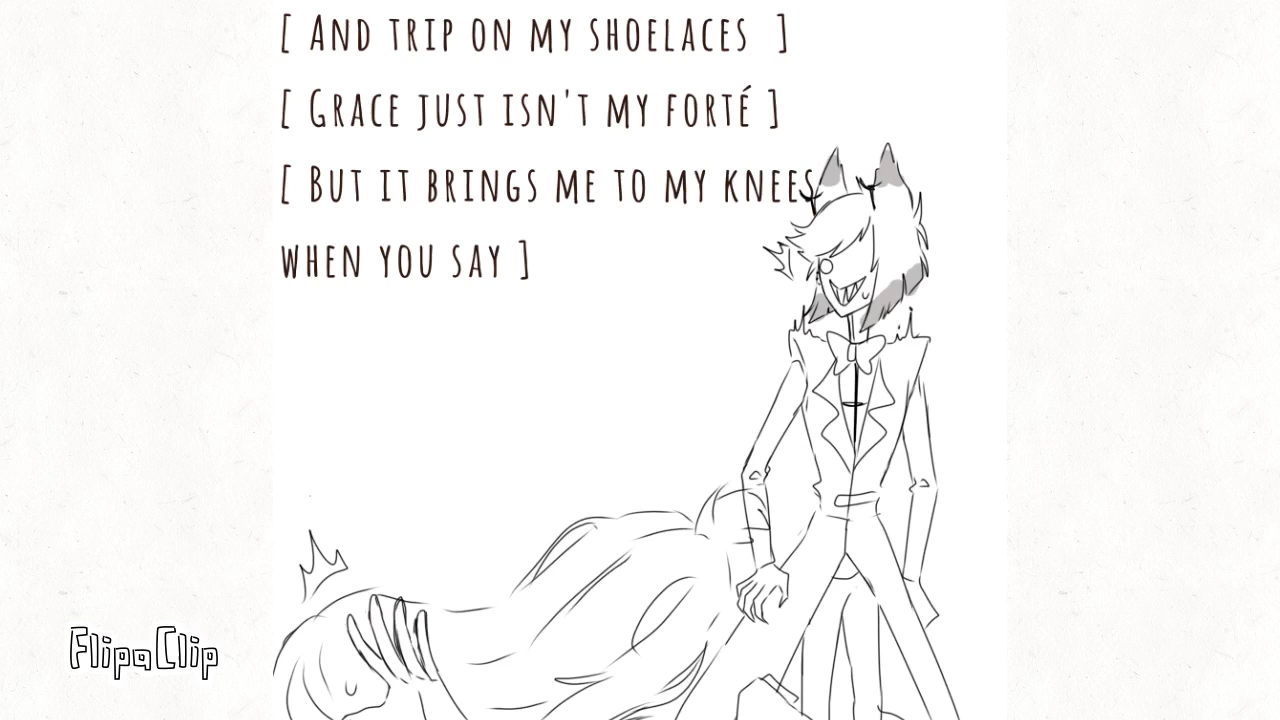 [ And trip on my shoelaces ]
[ Grace just isn't my forté ]
[ But it brings me to my knees
when you say ]
FlipaClip